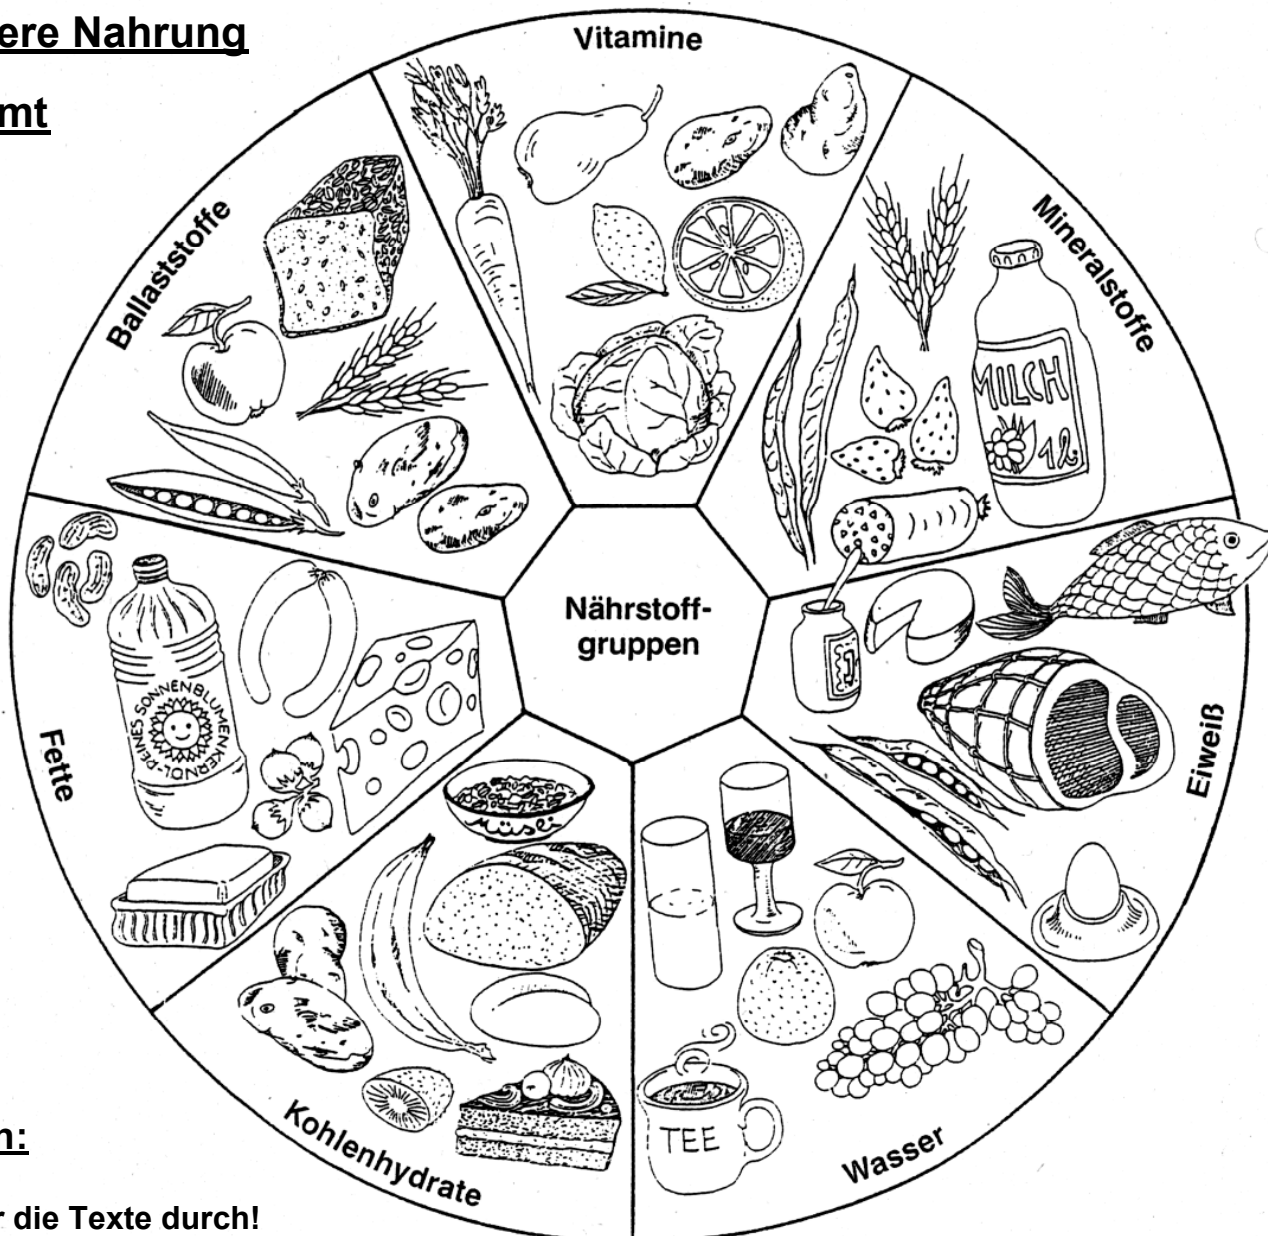 ere Nahrung
mt
Vitamine
Ballaststoffe
Mineralstoffe
MILCH
1l
Nährstoff-
gruppen
Fette
REINES SONNENBLUMENKERNÖL
Eiweiß
J
Müsli
Kohlenhydrate
TEE
Wasser
n:
r die Texte durch!